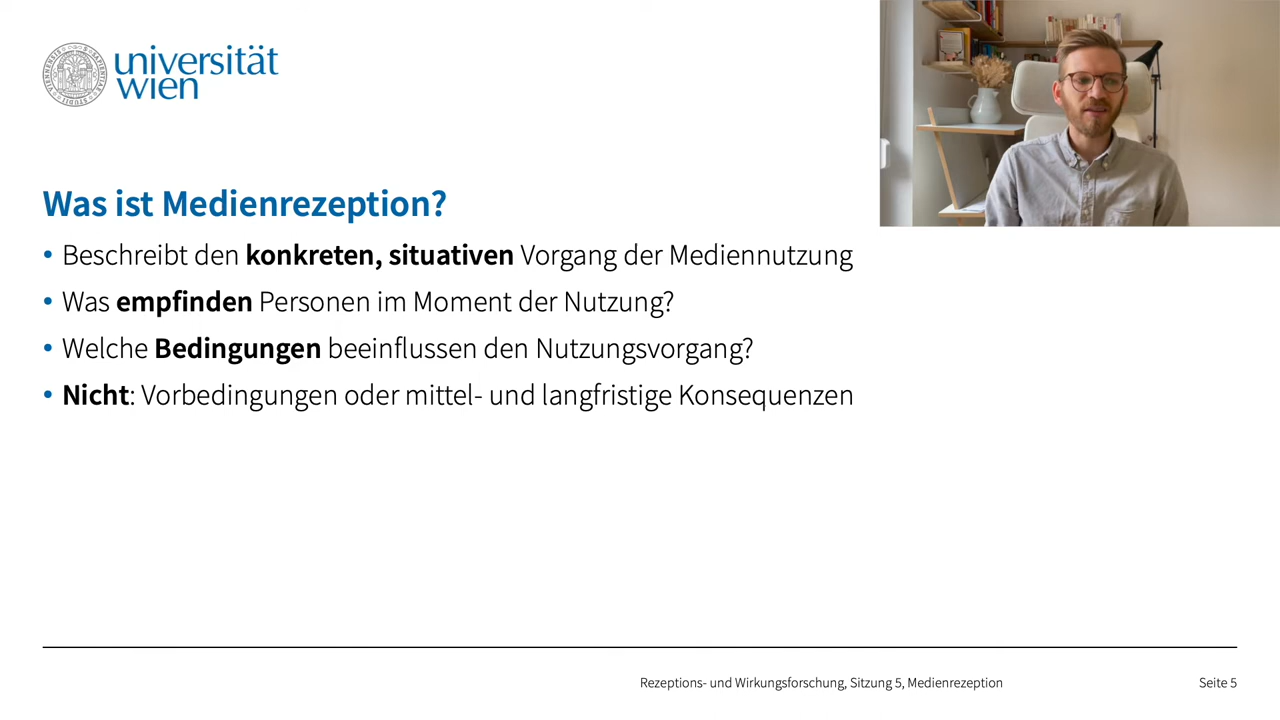 universität
wien
Was ist Medienrezeption?
• Beschreibt den konkreten, situativen Vorgang der Mediennutzung
• Was empfinden Personen im Moment der Nutzung?
• Welche Bedingungen beeinflussen den Nutzungsvorgang?
• Nicht: Vorbedingungen oder mittel- und langfristige Konsequenzen
Rezeptions- und Wirkungsforschung, Sitzung 5, Medienrezeption
Seite 5